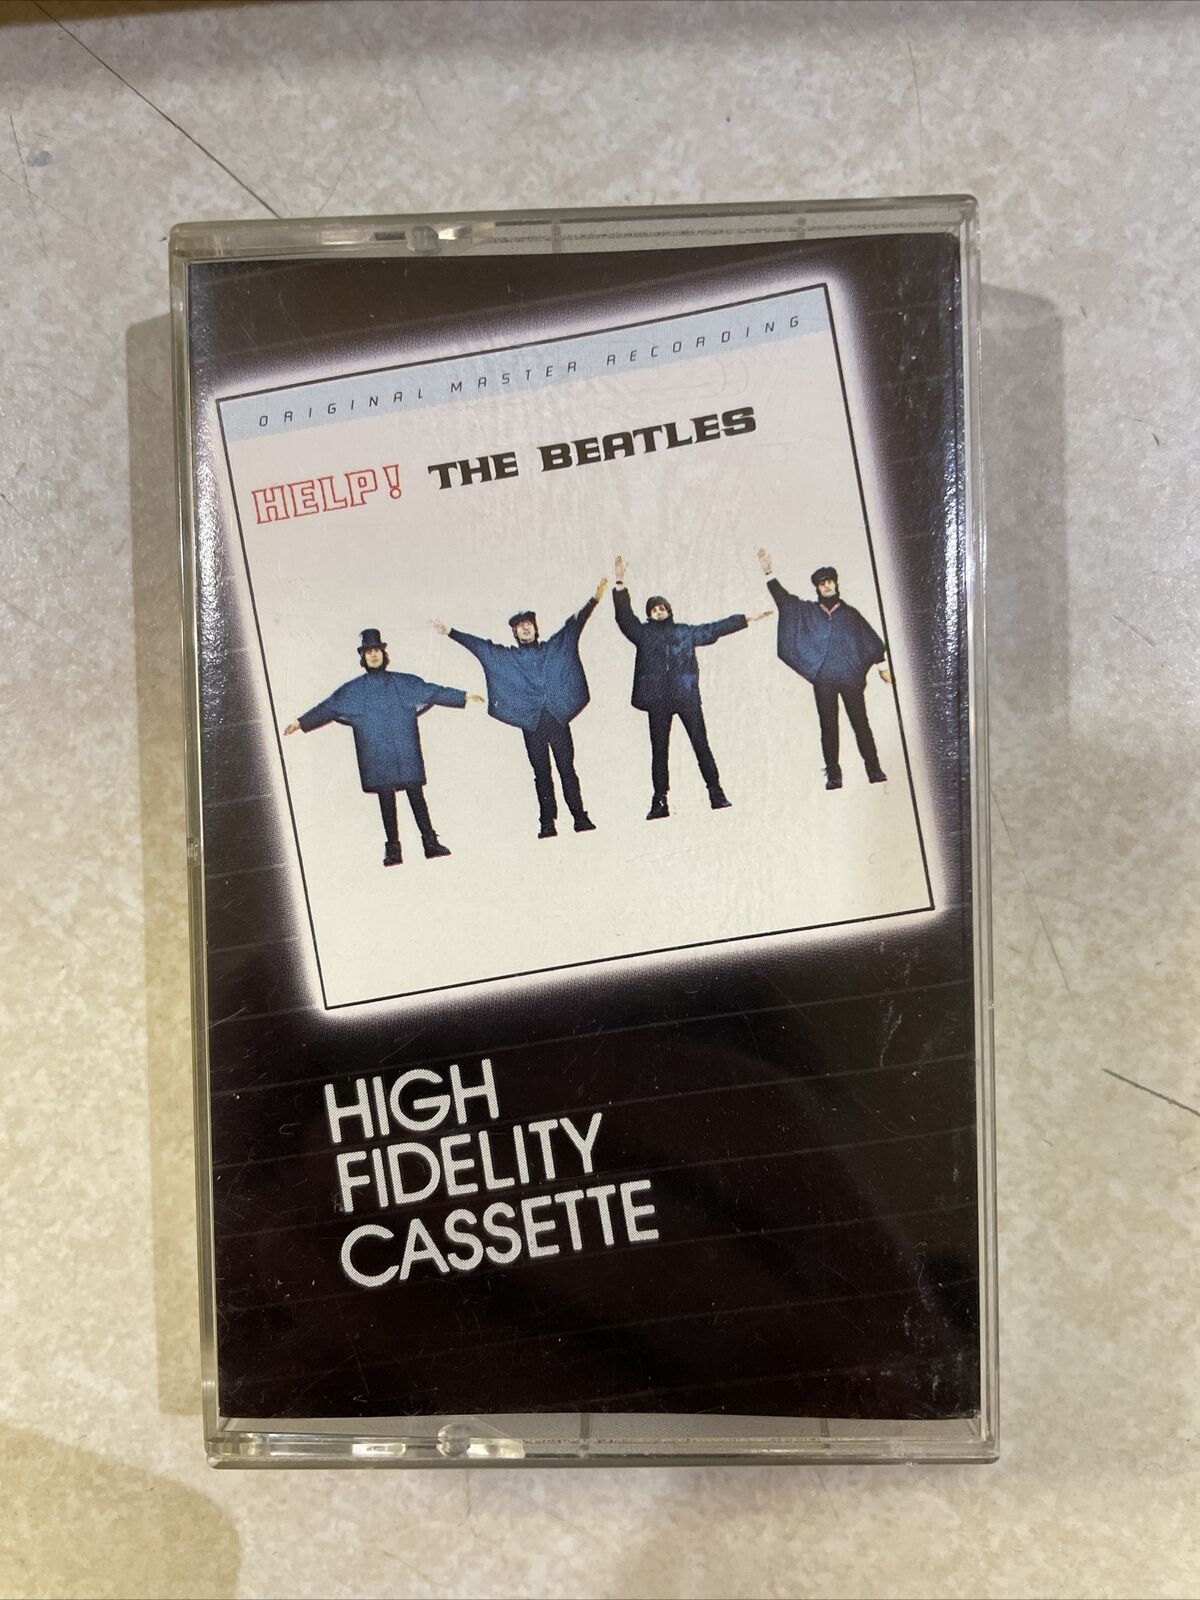 ORIGINAL MASTER RECORDING
HELP! THE BEATLES
HIGH
FIDELITY
CASSETTE